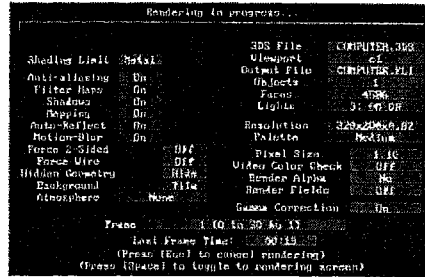 Rendering in progress...
3DS File COMPUTER.3DS
Shading Limit Metal
Viewport
Output File COMPUTER.FLI
Anti-aliasing On
Objects
Filter Maps On
Faces
Shadows On
Lights
Mapping On
Auto-Reflect On
Resolution
Motion-Blur On
Palette Medium
Force 2-Sided Off
Pixel Size 1.10
Force Wire Off
Video Color Check Off
Hidden Geometry Hide
Render Alpha No
Background Tile
Render Fields Off
Atmosphere None
Gamma Correction On
Frame
Last Frame Time:
(Press [Esc] to cancel rendering)
(Press [Space] to toggle to rendering screen)